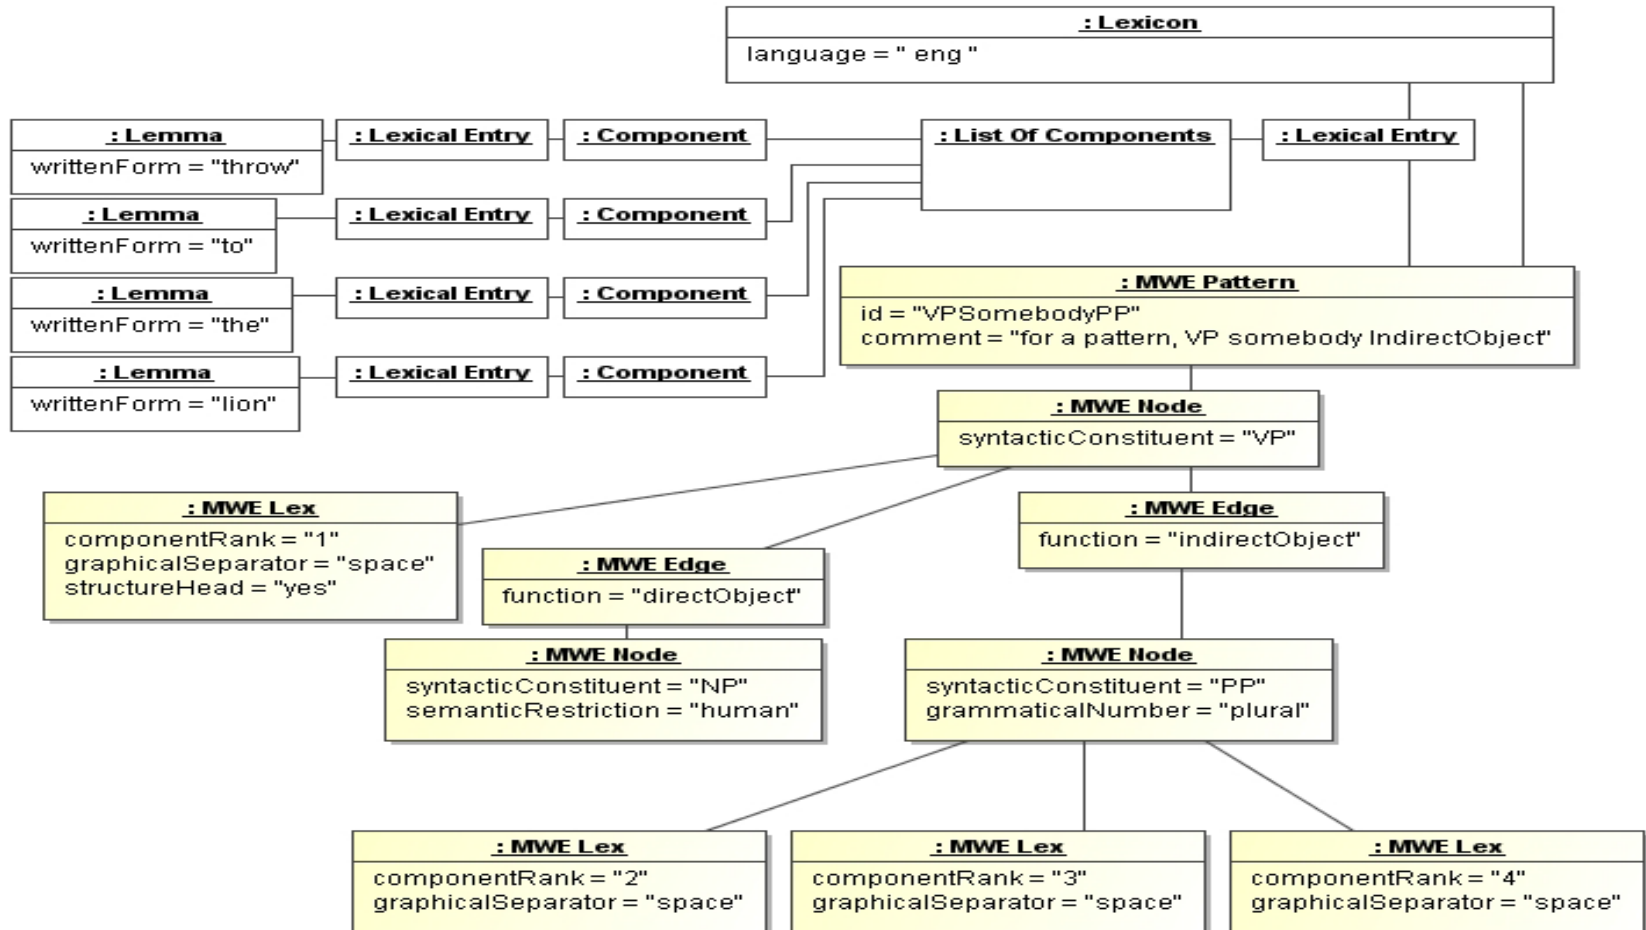 : Lexicon
language = " eng "
: Lemma
writtenForm = "throw"
: Lexical Entry
: Component
: List Of Components
: Lexical Entry
: Lemma
writtenForm = "to"
: Lexical Entry
: Component
: Lemma
writtenForm = "the"
: Lexical Entry
: Component
: Lemma
writtenForm = "lion"
: Lexical Entry
: Component
: MWE Pattern
id = "VPSomebodyPP"
comment = "for a pattern, VP somebody IndirectObject"
: MWE Node
syntacticConstituent = "VP"
: MWE Lex
componentRank = "1"
graphicalSeparator = "space"
structureHead = "yes"
: MWE Edge
function = "directObject"
: MWE Edge
function = "indirectObject"
: MWE Node
syntacticConstituent = "NP"
semanticRestriction = "human"
: MWE Node
syntacticConstituent = "PP"
grammaticalNumber = "plural"
: MWE Lex
componentRank = "2"
graphicalSeparator = "space"
: MWE Lex
componentRank = "3"
graphicalSeparator = "space"
: MWE Lex
componentRank = "4"
graphicalSeparator = "space"